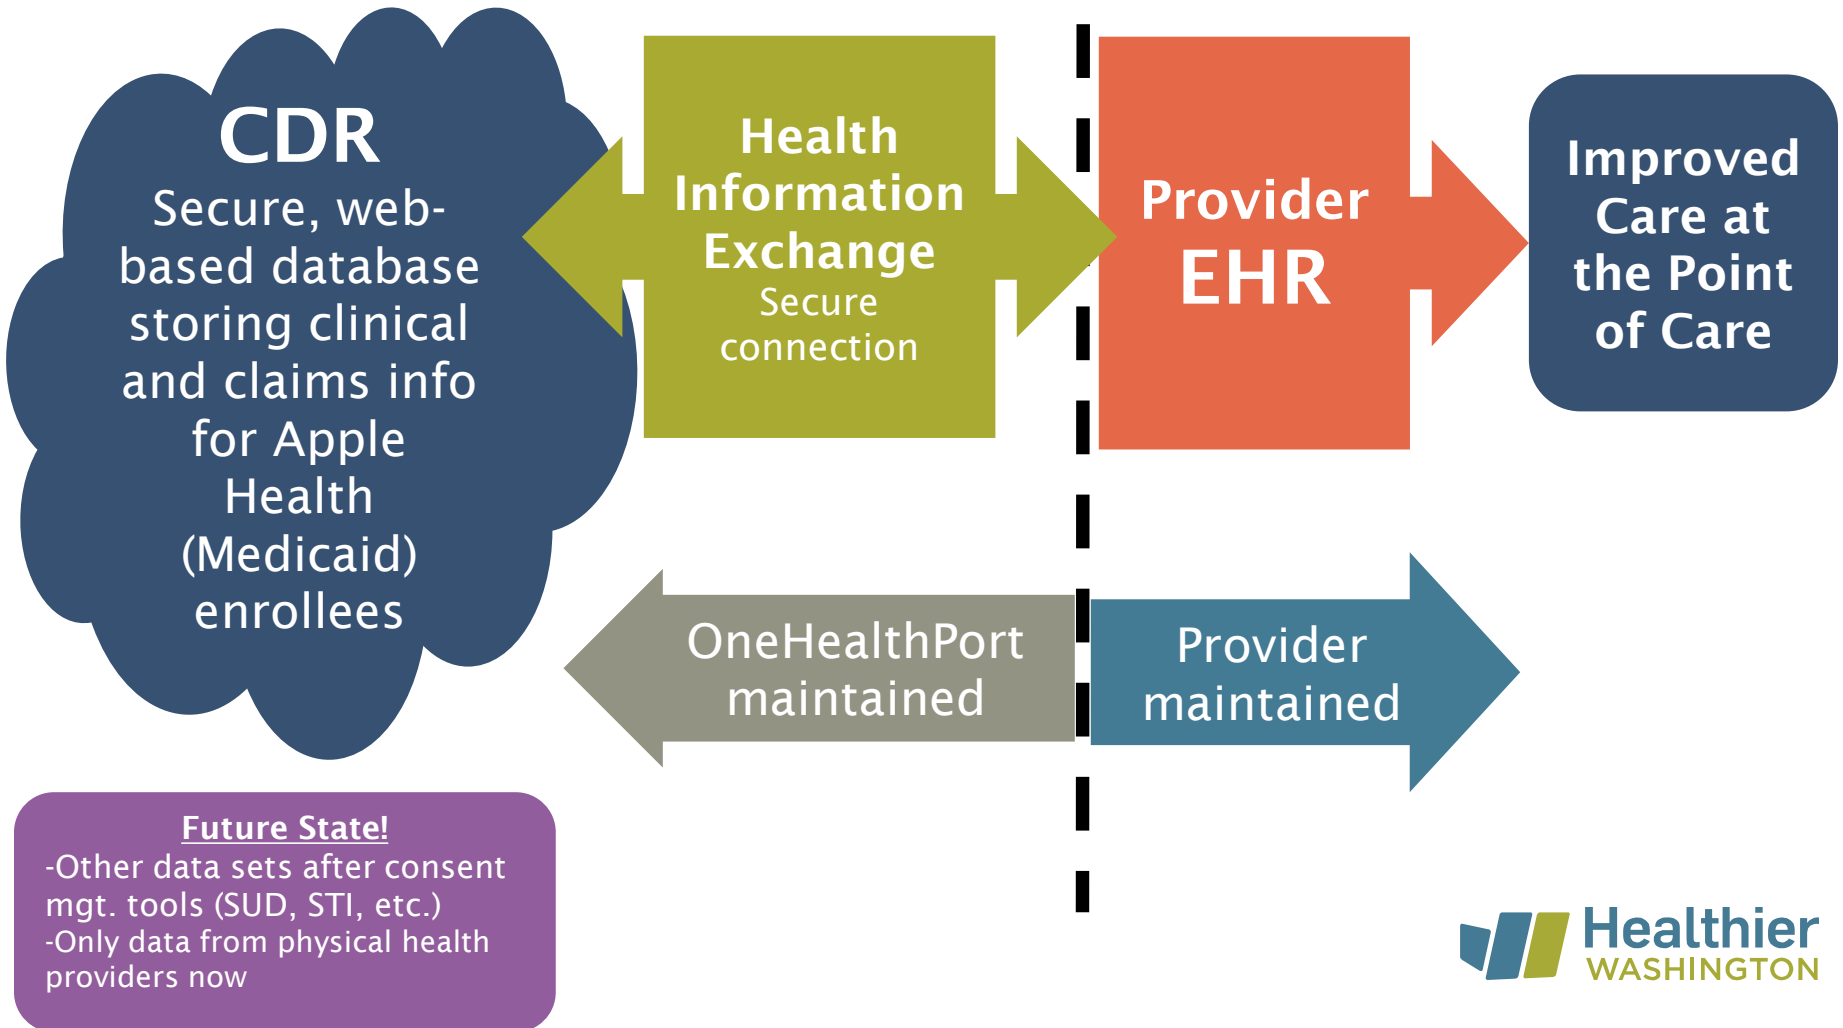 CDR
Secure, web-
based database
storing clinical
and claims info
for Apple
Health
(Medicaid)
enrollees
Health
Information
Exchange
Secure
connection
Provider
EHR
Improved
Care at
the Point
of Care
OneHealthPort
maintained
Provider
maintained
Future State!
-Other data sets after consent
mgt. tools (SUD, STI, etc.)
-Only data from physical health
providers now
Healthier
WASHINGTON